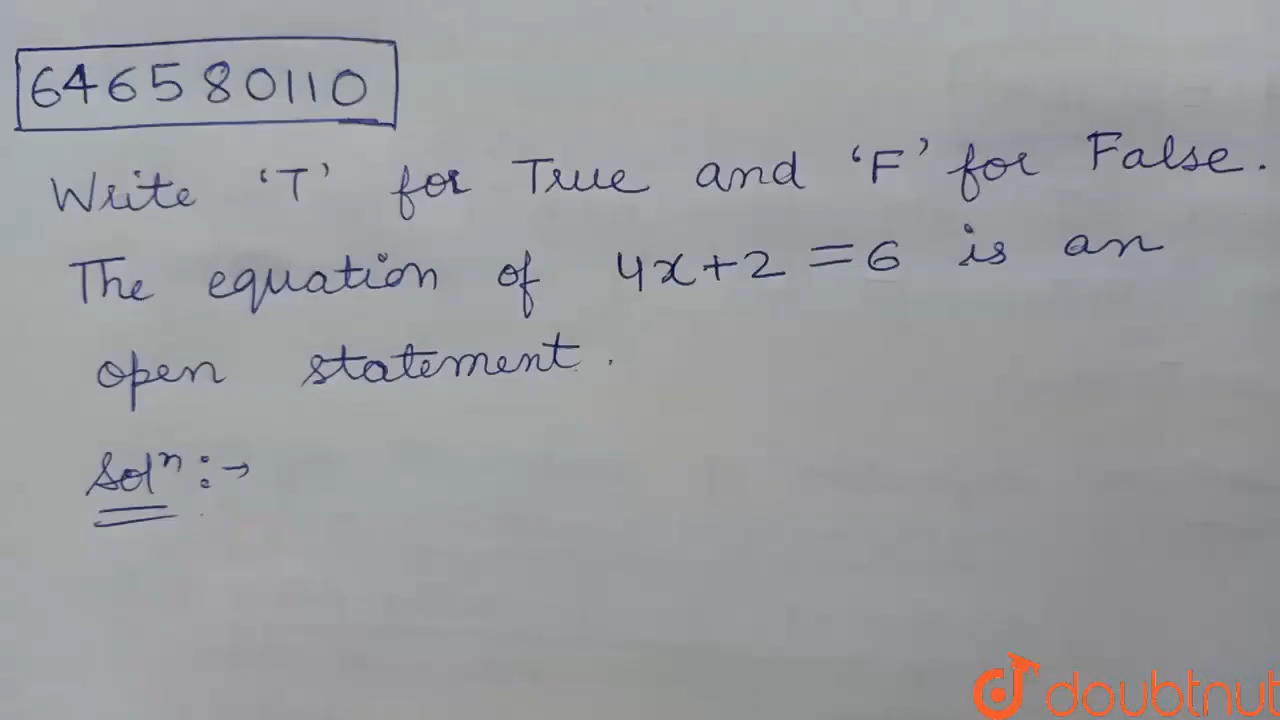 646580110
Write 'T' for True and 'F' for False.
The equation of 4x+2=6 is an
open statement.
Solⁿ:→
doubtnut